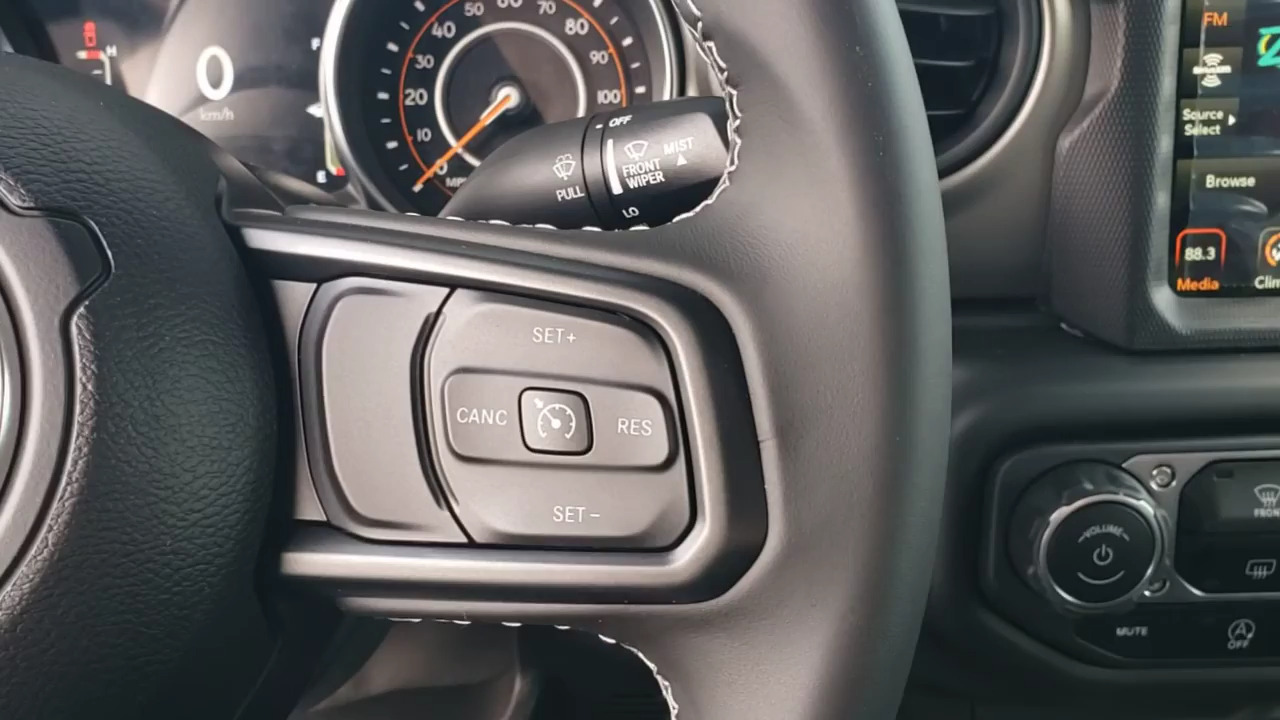 H
0
km/h
F
E
0
10
20
30
40
50
60
70
80
90
100
OFF
PULL
FRONT
WIPER
MIST
LO
SET+
CANC
RES
SET-
FM
Source
Select
Browse
88.3
Media
VOLUME
MUTE
OFF